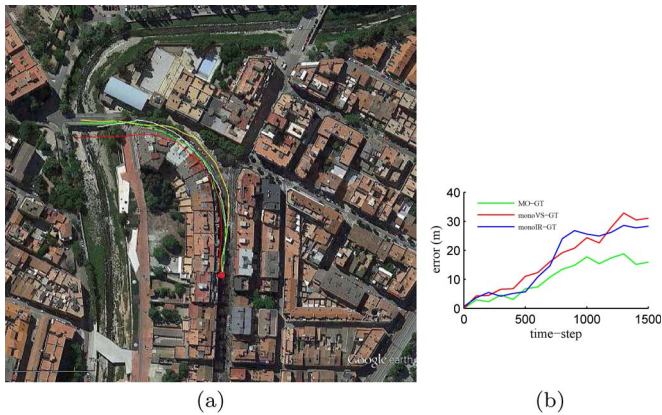 Google earth
40
30
20
10
0
error (m)
MO−GT
monoVS−GT
monoIR−GT
0 500 1000 1500
time−step
(a) (b)